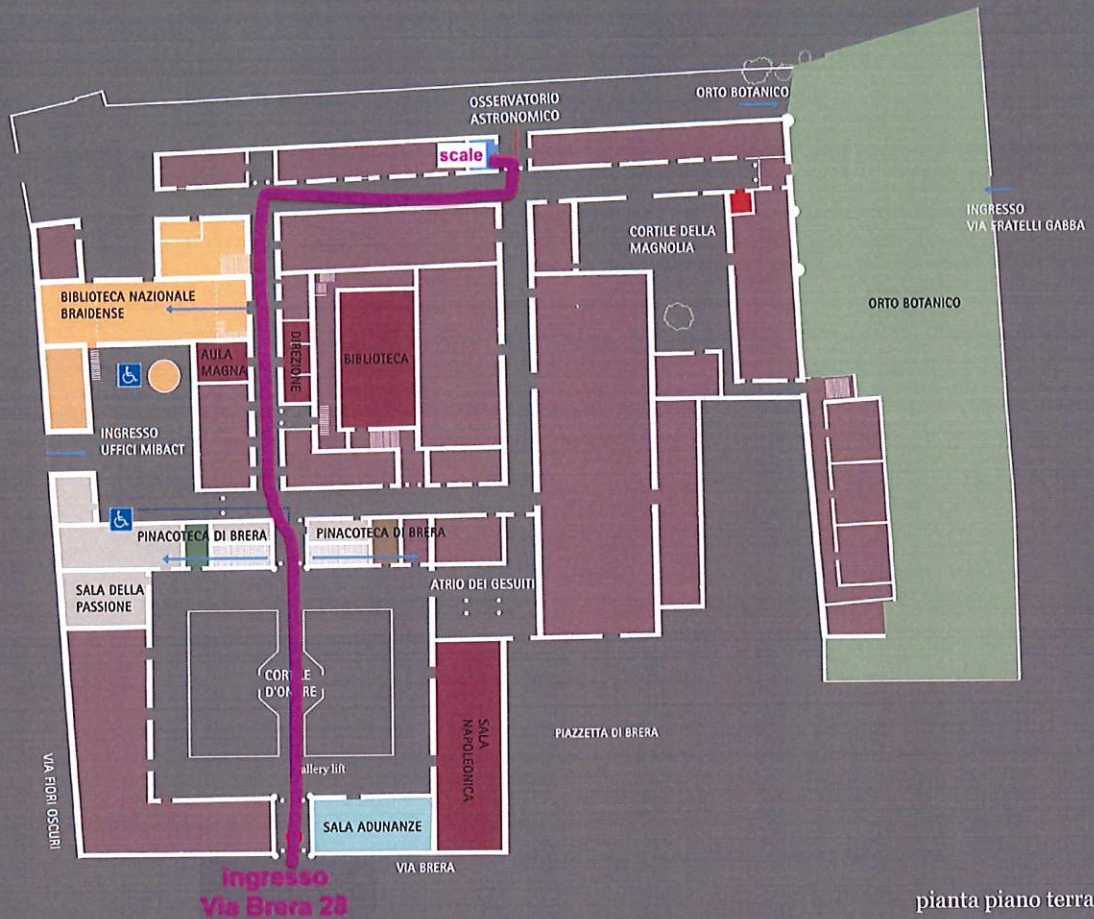 OSSERVATORIO
ASTRONOMICO
ORTO BOTANICO
scale
INGRESSO
VIA FRATELLI GABBA
CORTILE DELLA
MAGNOLIA
BIBLIOTECA NAZIONALE
BRAIDENSE
ORTO BOTANICO
AULA
MAGNA
DIREZIONE
BIBLIOTECA
INGRESSO
UFFICI MIBACT
PINACOTECA DI BRERA
PINACOTECA DI BRERA
SALA DELLA
PASSIONE
ATRIO DEI GESUITI
D'ONORE
SALA
NAPOLEONICA
PIAZZETTA DI BRERA
VIA FIORI OSCURI
allery lift
SALA ADUNANZE
VIA BRERA
ingresso
Via Brera 28
pianta piano terra